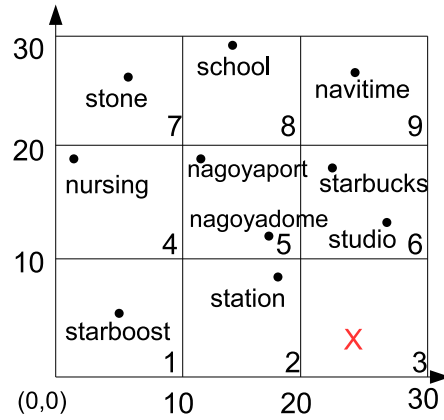 30
school
navitime
stone
7
8
9
20
nursing
nagoyaport
starbucks
nagoyadome
studio
4
5
6
10
station
starboost
X
1
2
3
(0,0)
10
20
30